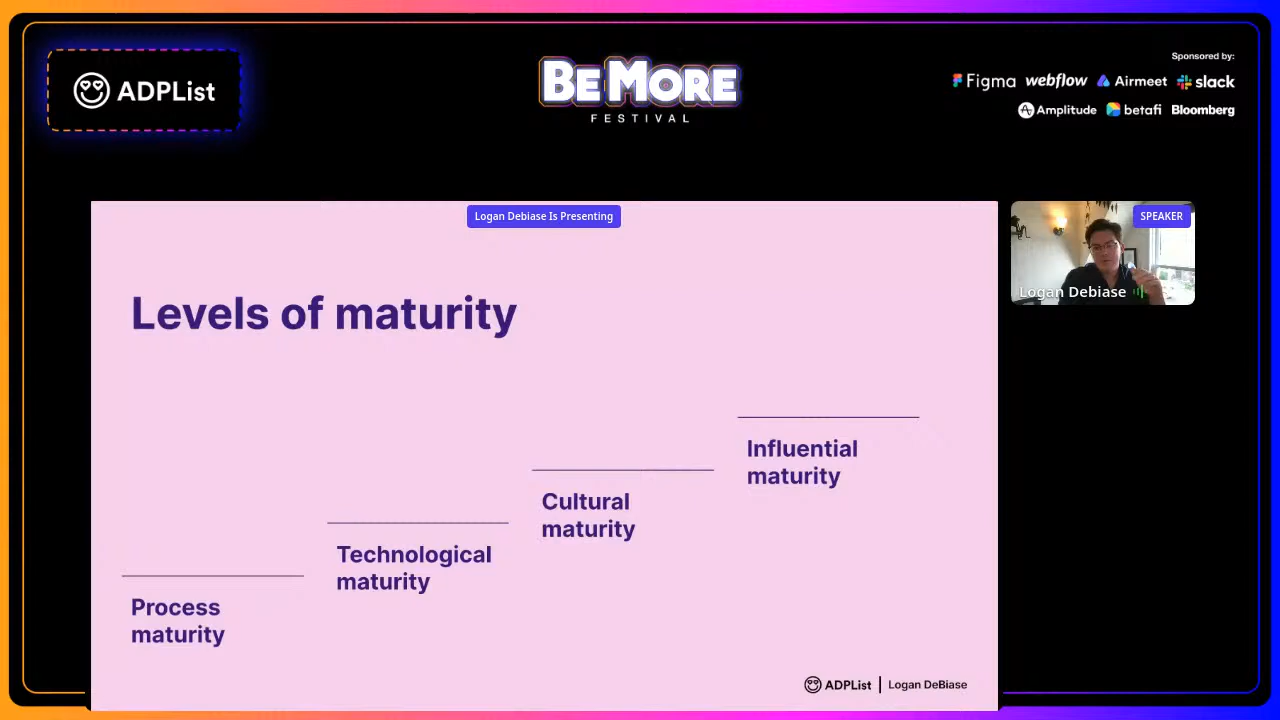 ADPList
BE MORE
FESTIVAL
Sponsored by:
Figma webflow Airmeet slack
Amplitude betafi Bloomberg
Logan Debiase Is Presenting
SPEAKER
Logan Debiase
Levels of maturity
Influential
maturity
Cultural
maturity
Technological
maturity
Process
maturity
ADPList | Logan DeBiase